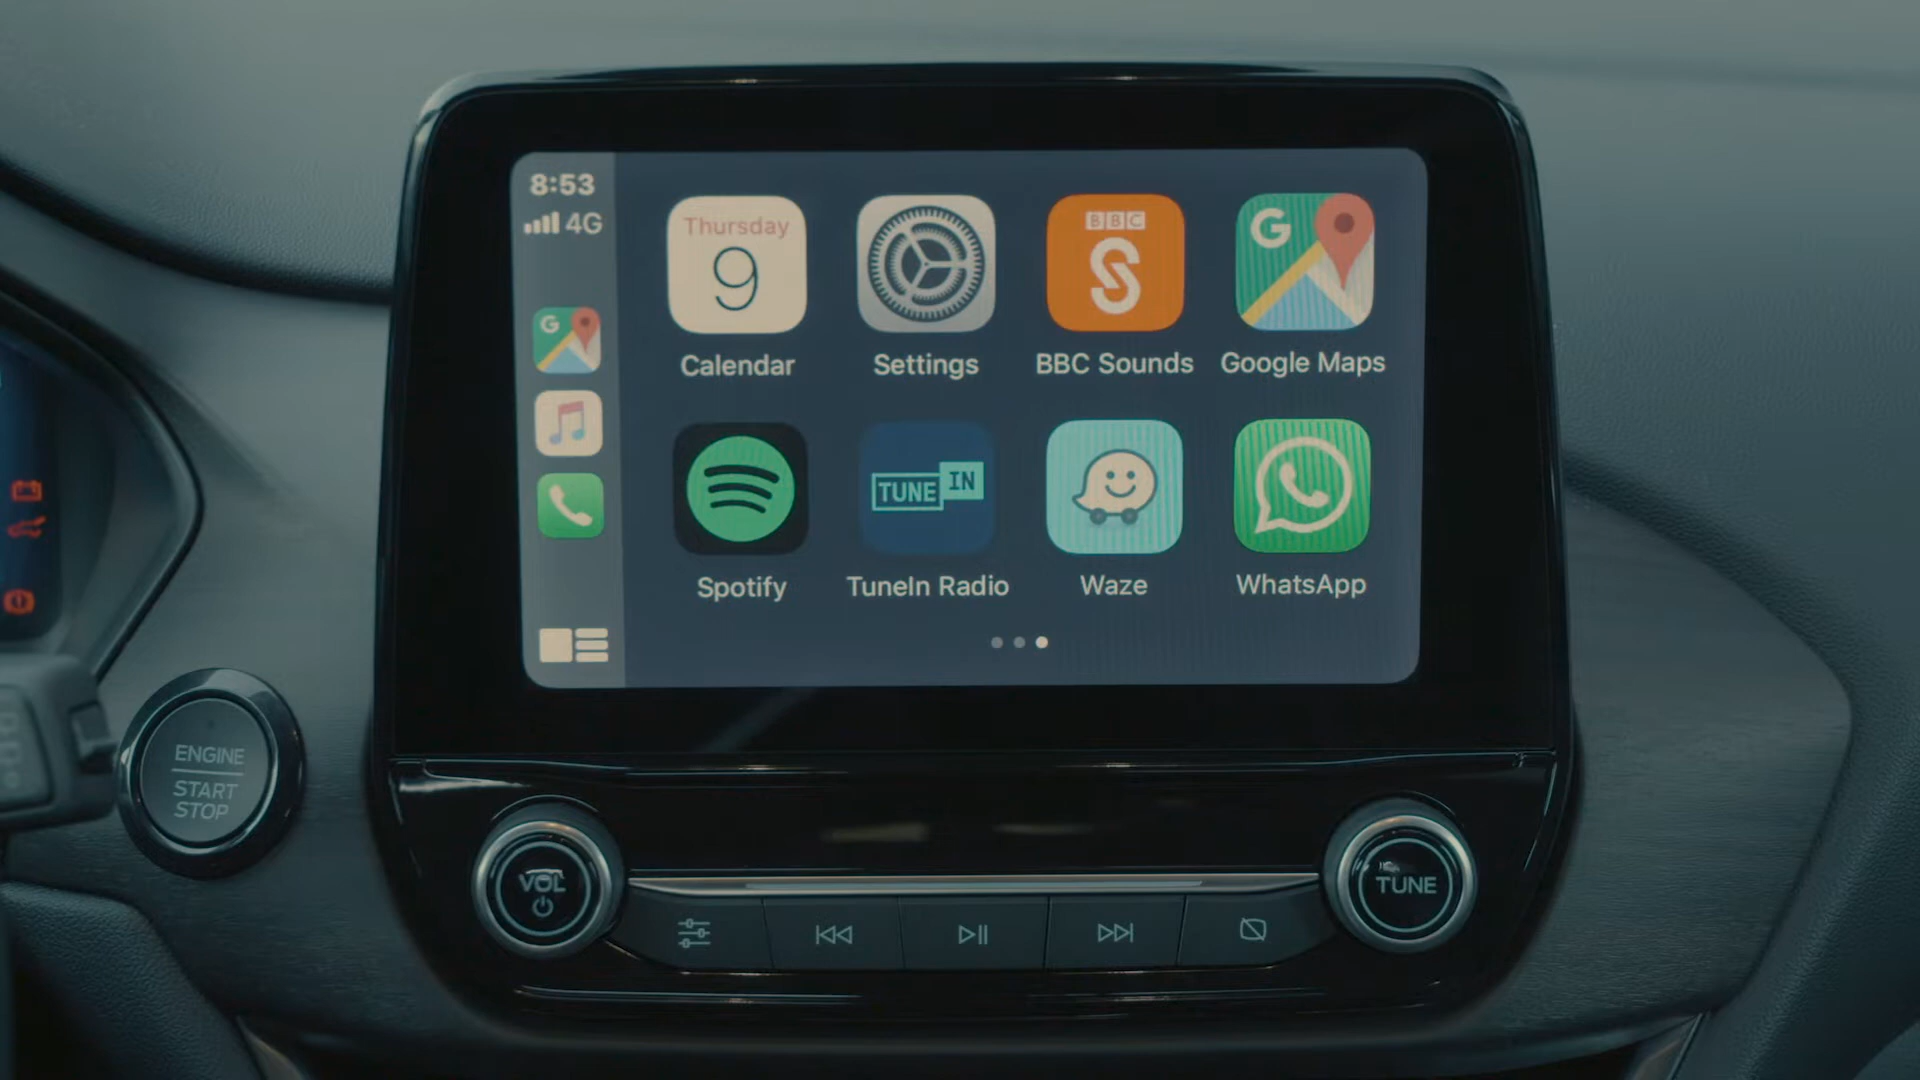 8:53
4G
Thursday
9
Calendar
Settings
BBC
S
BBC Sounds
G
Google Maps
G
Spotify
TUNE IN
TuneIn Radio
Waze
WhatsApp
ENGINE
START
STOP
VOL
TUNE